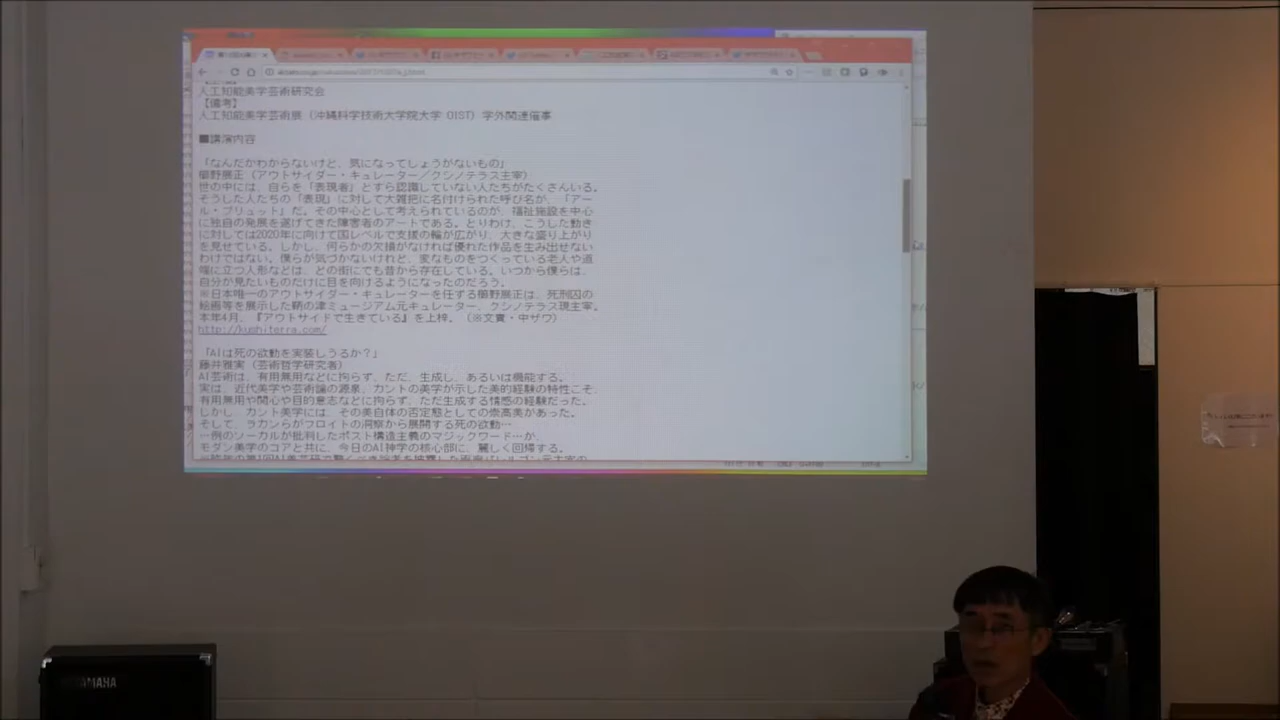 人工知能美学芸術研究会
【備考】
人工知能美学芸術展 (沖縄科学技術大学院大学 OIST) 学外関連催事
■講演内容
「なんだかわからないけど、気になってしょうがないもの」
櫛野展正（アウトサイダー・キュレーター／クシノテラス主宰）
世の中には、自らを「表現者」とすら認識していない人たちがたくさんいる。
そうした人たちの「表現」に対して大雑把に名付けられた呼び名が、「アー
ル・ブリュット」だ。その中心として考えられているのが、福祉施設を中心
に独自の発展を遂げてきた障害者のアートである。とりわけ、こうした動き
に対しては2020年に向けて国レベルで支援の輪が広がり、大きな盛り上がり
を見せている。しかし、何らかの欠損がなければ優れた作品を生み出せない
わけではない。僕らが気づかないけれど、変なものをつくっている老人や道
端に立つ人形などは、どの街にでも昔から存在している。いつから僕らは、
自分が見たいものだけに目を向けるようになったのだろう。
※日本唯一のアウトサイダー・キュレーターを任する櫛野展正は、死刑囚の
絵画等を展示した鞆の津ミュージアム元キュレーター、クシノテラス現主宰。
本年4月、『アウトサイドで生きている』を上梓。（※文責・中ザワ）
http://kushiterra.com/
「AIは死の欲動を実装しうるか？」
藤井雅実（芸術哲学研究者）
AI芸術は、有用無用などに拘らず、ただ、生成し、あるいは機能する。
実は、近代美学や芸術論の源泉、カントの美学が示した美的経験の特性こそ、
有用無用や関心や目的意志などに拘らず、ただ生成する情感の経験だった。
しかし、カント美学には、その美自体の否定態としての崇高美があった。
そして、ラカンらがフロイトの洞察から展開する死の欲動…
…例のソーカルが批判したポスト構造主義のマジックワード…が、
モダン美学のコアと共に、今日のAI神学の核心部に、麗しく回帰する。
YAMAHA